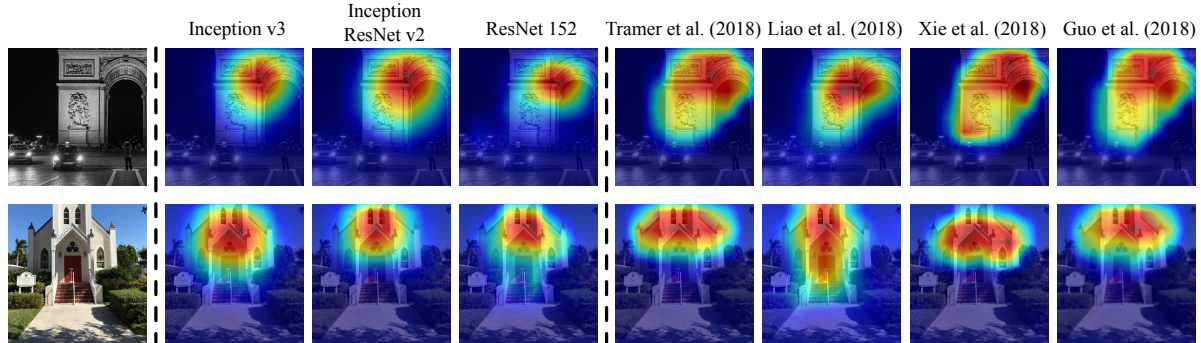 Inception v3
Inception
ResNet v2
ResNet 152
Tramer et al. (2018)
Liao et al. (2018)
Xie et al. (2018)
Guo et al. (2018)